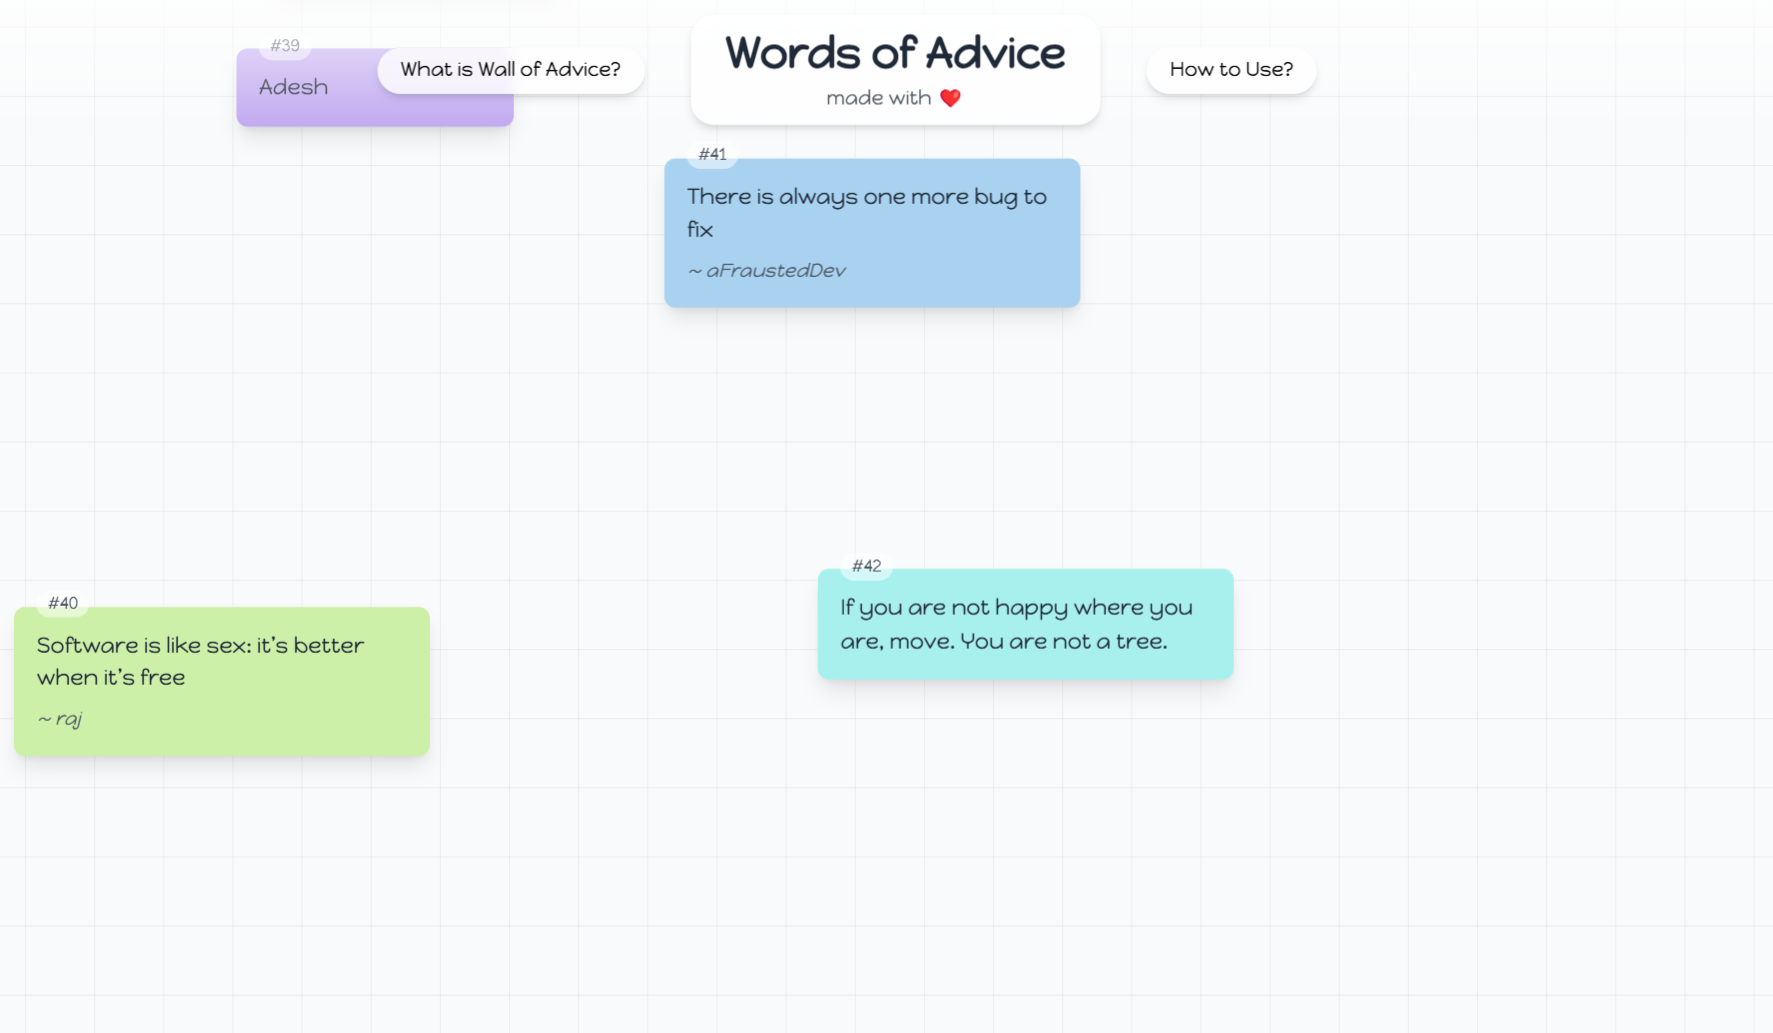 #39
Adesh
What is Wall of Advice?
Words of Advice
made with ❤️
How to Use?
#41
There is always one more bug to
fix
~ aFraustedDev
#42
If you are not happy where you
are, move. You are not a tree.
#40
Software is like sex: it's better
when it's free
~ raj